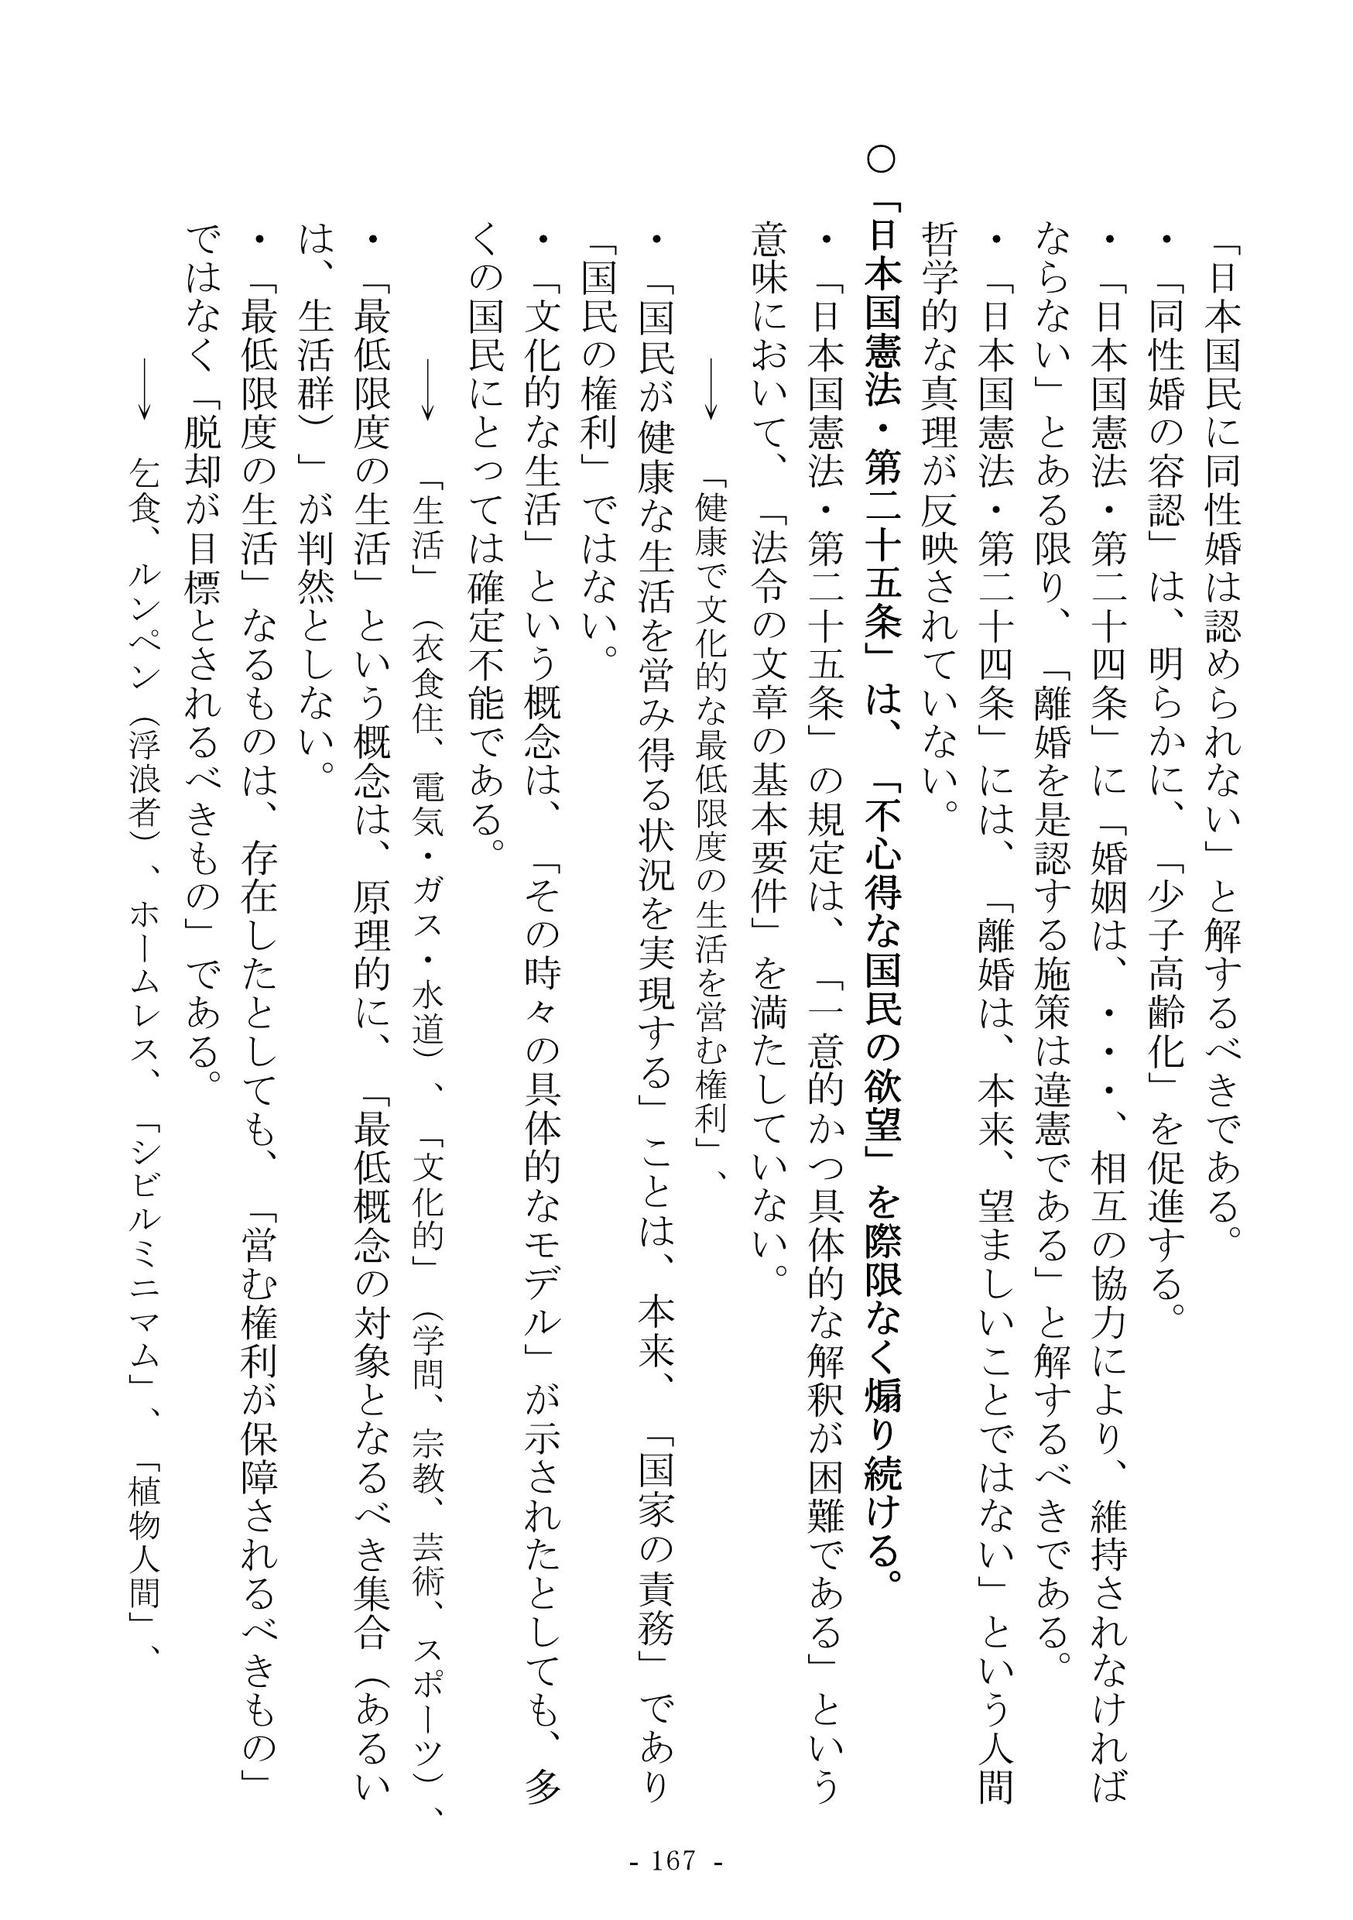 「日本国民に同性婚は認められない」と解するべきである。
・「同性婚の容認」は、明らかに、「少子高齢化」を促進する。
・「日本国憲法・第二十四条」に「婚姻は、・・・、相互の協力により、維持されなければ
ならない」とある限り、「離婚を是認する施策は違憲である」と解するべきである。
・「日本国憲法・第二十四条」には、「離婚は、本来、望ましいことではない」という人間
哲学的な真理が反映されていない。
○「日本国憲法・第二十五条」は、「不心得な国民の欲望」を際限なく煽り続ける。
・「日本国憲法・第二十五条」の規定は、「一意的かつ具体的な解釈が困難である」という
意味において、「法令の文章の基本要件」を満たしていない。
→「健康で文化的な最低限度の生活を営む権利」、
・「国民が健康な生活を営み得る状況を実現する」ことは、本来、「国家の責務」であり
「国民の権利」ではない。
・「文化的な生活」という概念は、「その時々の具体的なモデル」が示されたとしても、多
くの国民にとっては確定不能である。
→「生活」（衣食住、電気・ガス・水道）、「文化的」（学問、宗教、芸術、スポーツ）、
・「最低限度の生活」という概念は、原理的に、「最低概念の対象となるべき集合（あるい
は、生活群）」が判然としない。
・「最低限度の生活」なるものは、存在したとしても、「営む権利が保障されるべきもの」
ではなく「脱却が目標とされるべきもの」である。
→ 乞食、ルンペン（浮浪者）、ホームレス、「シビルミニマム」、「植物人間」、
- 167 -